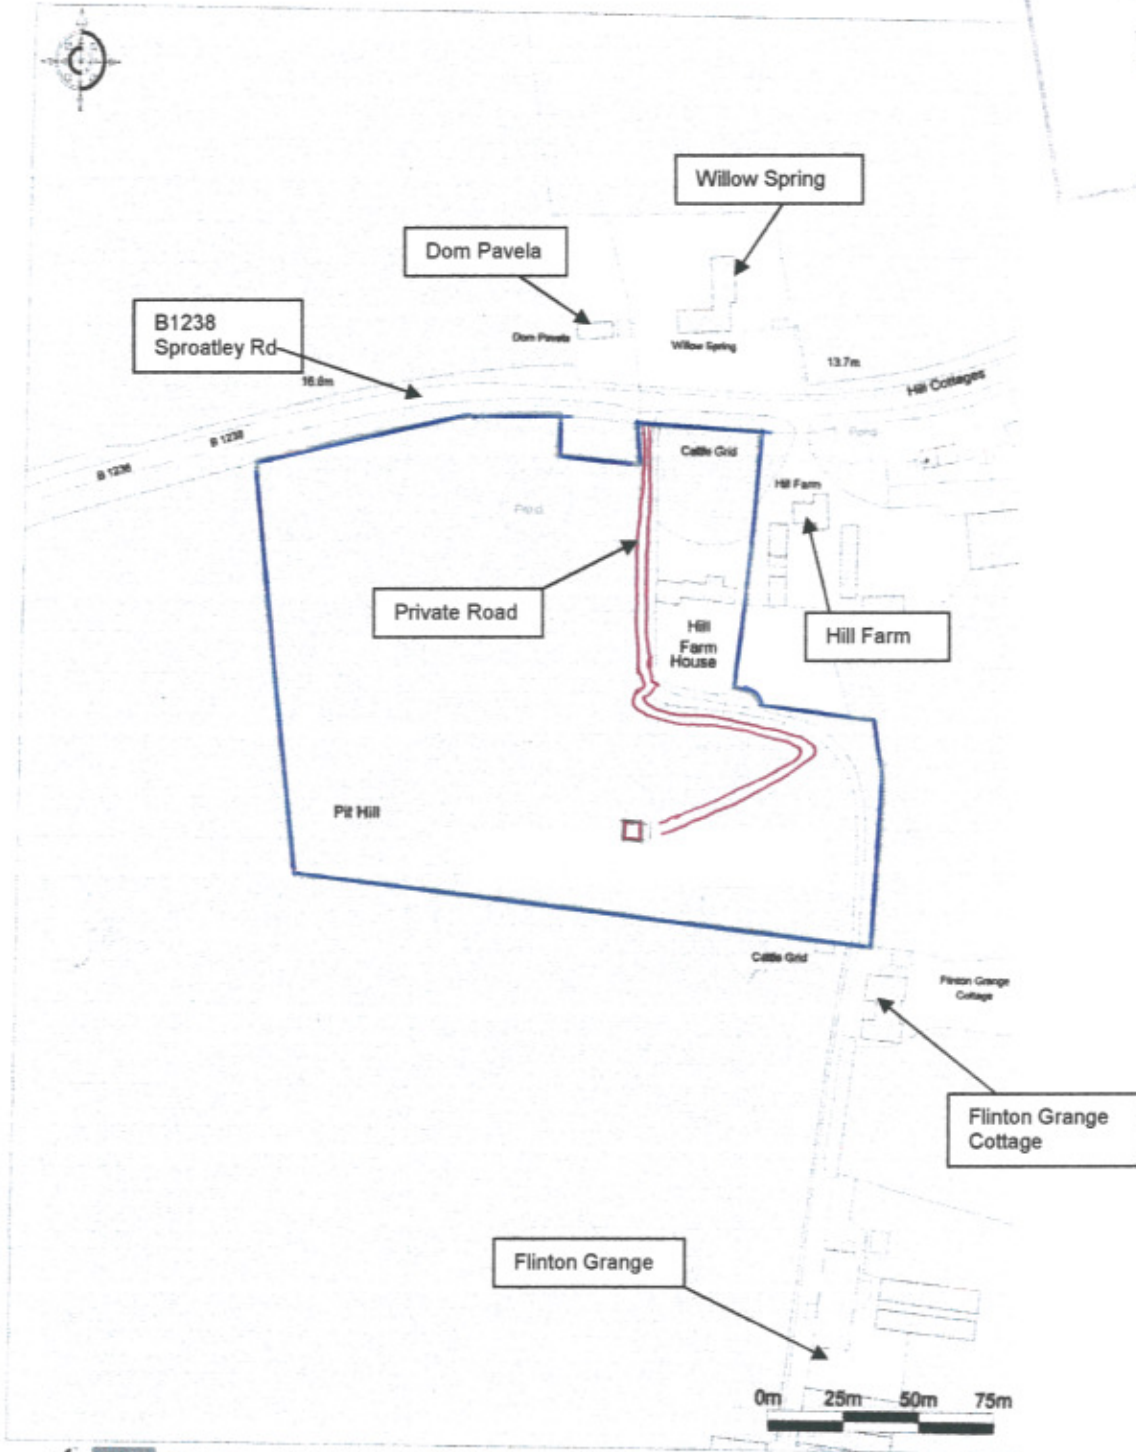 Willow Spring
Dom Pavela
B1238
Sproatley Rd
Dom Pavela
Willow Spring
13.7m
16.8m
Hill Cottages
B 1238
B 1238
Cattle Grid
Pond
Hill Farm
Pond
Private Road
Hill
Farm
House
Hill Farm
Pit Hill
Cattle Grid
Flinton Grange
Cottage
Flinton Grange
Cottage
Flinton Grange
0m 25m 50m 75m